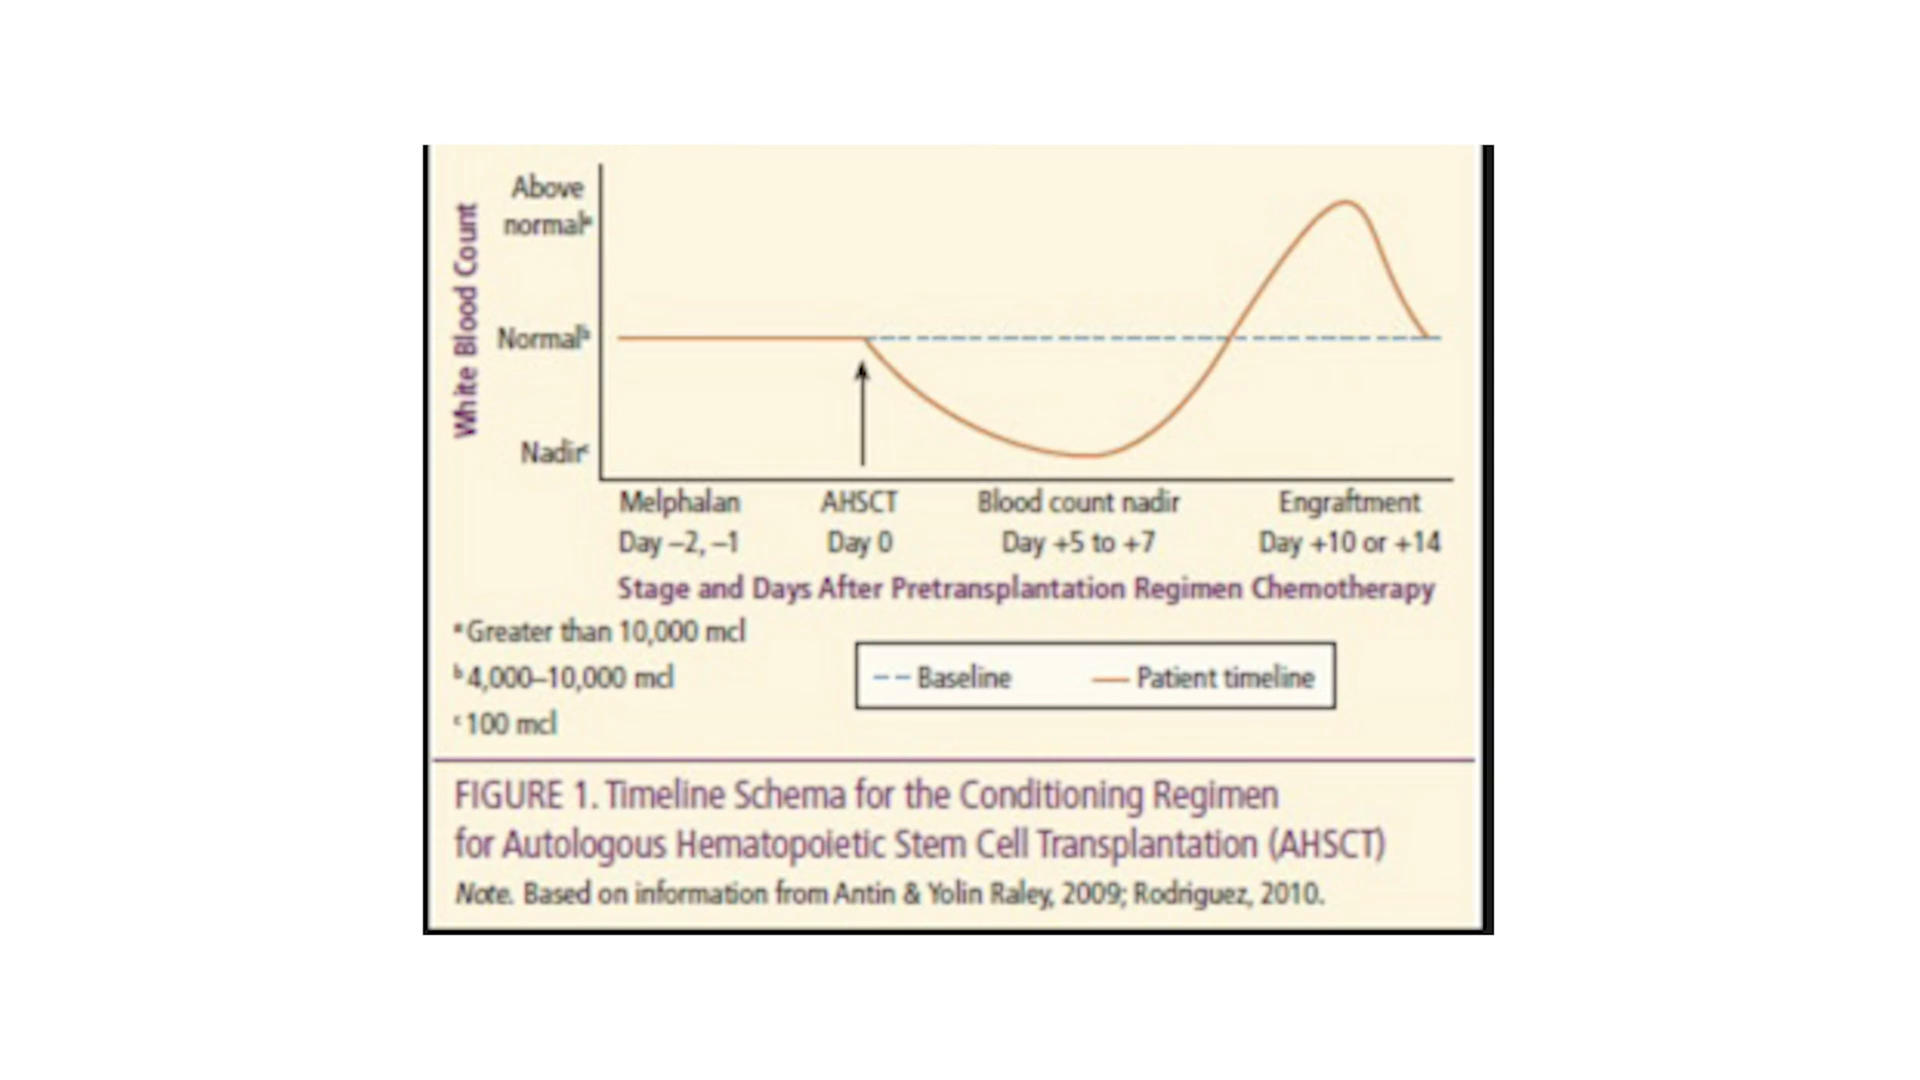 Above
normalᵃ
White Blood Count
Normalᵇ
Nadirᶜ
Melphalan AHSCT Blood count nadir Engraftment
Day –2, –1 Day 0 Day +5 to +7 Day +10 or +14
Stage and Days After Pretransplantation Regimen Chemotherapy
ᵃ Greater than 10,000 mcl
ᵇ 4,000–10,000 mcl
ᶜ 100 mcl
Baseline Patient timeline
FIGURE 1. Timeline Schema for the Conditioning Regimen
for Autologous Hematopoietic Stem Cell Transplantation (AHSCT)
Note. Based on information from Antin & Yolin Raley, 2009; Rodriguez, 2010.